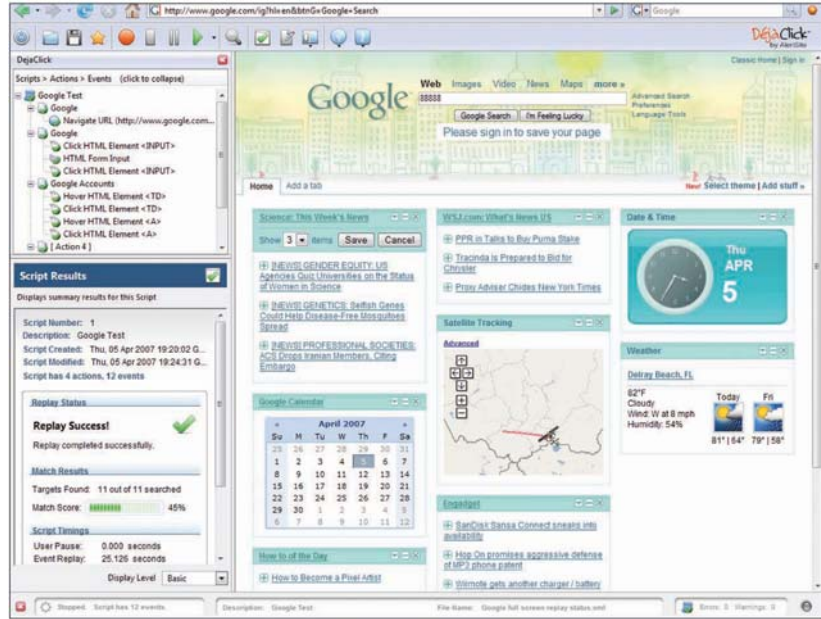 http://www.google.com/ig?hl=en&btnG=Google+Search
Google
DéjàClick™
by AlertSite
DejaClick
Scripts > Actions > Events (click to collapse)
Google Test
Google
Navigate URL (http://www.google.com...
Google
Click HTML Element <INPUT>
HTML Form Input
Click HTML Element <INPUT>
Google Accounts
Hover HTML Element <TD>
Click HTML Element <TD>
Hover HTML Element <A>
Click HTML Element <A>
[ Action 4 ]
Script Results
Displays summary results for this Script
Script Number: 1
Description: Google Test
Script Created: Thu, 05 Apr 2007 19:20:02 G...
Script Modified: Thu, 05 Apr 2007 19:24:31 G...
Script has 4 actions, 12 events
Replay Status
Replay Success!
Replay completed successfully.
Match Results
Targets Found: 11 out of 11 searched
Match Score: 45%
Script Timings
User Pause: 0.000 seconds
Event Replay: 25.126 seconds
Display Level Basic
Classic Home | Sign in
Google
Web Images Video News Maps more »
88888
Advanced Search
Preferences
Language Tools
Google Search I'm Feeling Lucky
Please sign in to save your page
Home Add a tab
New! Select theme | Add stuff »
Science: This Week's News
Show 3 items Save Cancel
[NEWS] GENDER EQUITY: US
Agencies Quiz Universities on the Status
of Women in Science
[NEWS] GENETICS: Selfish Genes
Could Help Disease-Free Mosquitoes
Spread
[NEWS] PROFESSIONAL SOCIETIES:
ACS Drops Iranian Members, Citing
Embargo
Google Calendar
« April 2007 »
Su M Tu W Th F Sa
25 26 27 28 29 30 31
1 2 3 4 5 6 7
8 9 10 11 12 13 14
15 16 17 18 19 20 21
22 23 24 25 26 27 28
29 30 1 2 3 4 5
6 7 8 9 10 11 12
How to of the Day
How to Become a Pixel Artist
WSJ.com: What's News US
PPR in Talks to Buy Puma Stake
Tracinda is Prepared to Bid for
Chrysler
Proxy Adviser Chides New York Times
Satellite Tracking
Advanced
Engadget
SanDisk Sansa Connect sneaks into
availability
Hop On promises aggressive defense
of MP3 phone patent
Wiimote gets another charger / battery
Date & Time
Thu
APR
5
Weather
Delray Beach, FL
82°F
Cloudy
Wind: W at 8 mph
Humidity: 54%
Today Fri
81° | 64° 79° | 58°
Stopped. Script has 12 events. Description: Google Test File Name: Google full screen replay status.xml Errors: 0 Warnings: 0